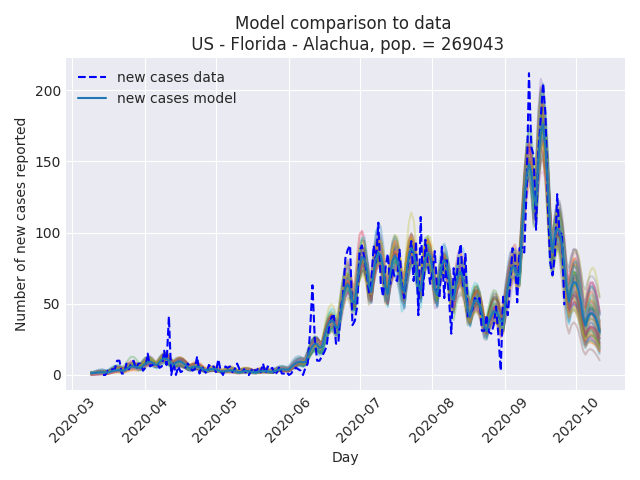 Model comparison to data
US - Florida - Alachua, pop. = 269043
new cases data
new cases model
Number of new cases reported
200
150
100
50
0
2020-03
2020-04
2020-05
2020-06
2020-07
2020-08
2020-09
2020-10
Day